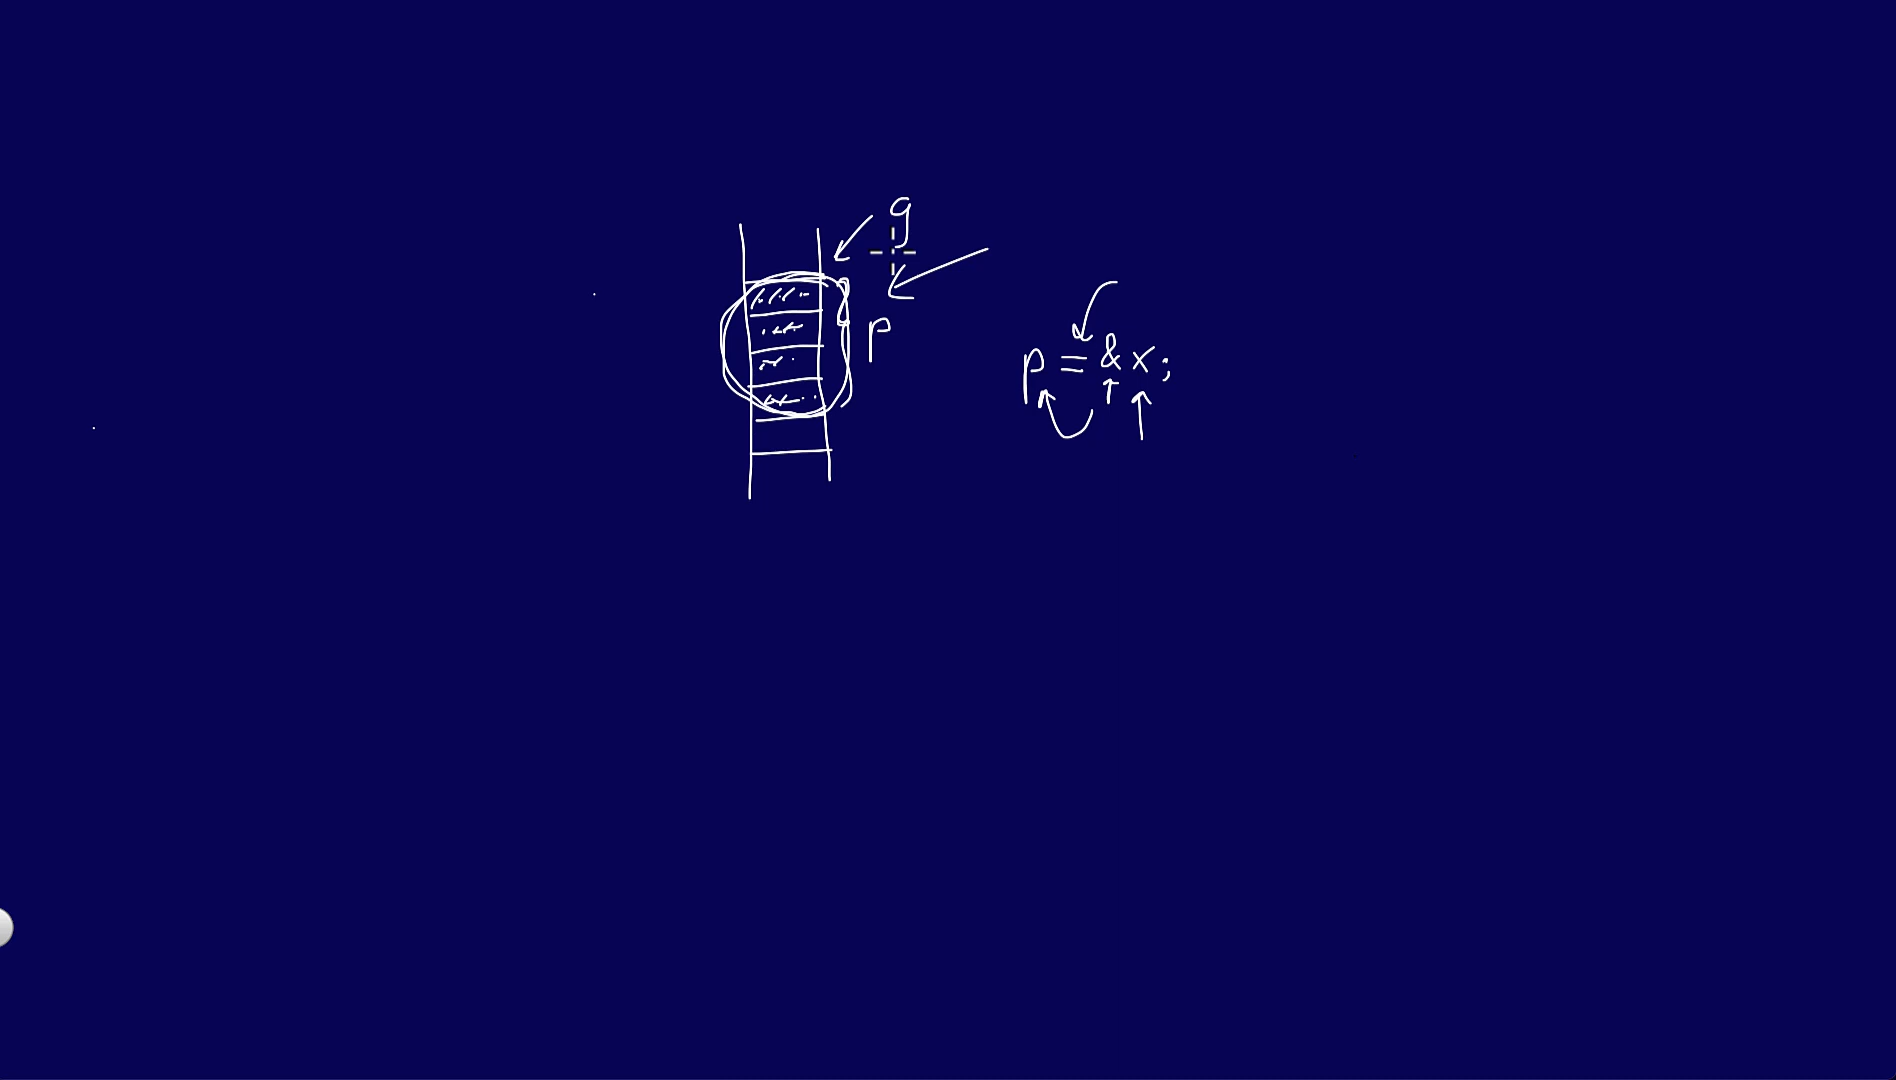 q
p
p = &x;